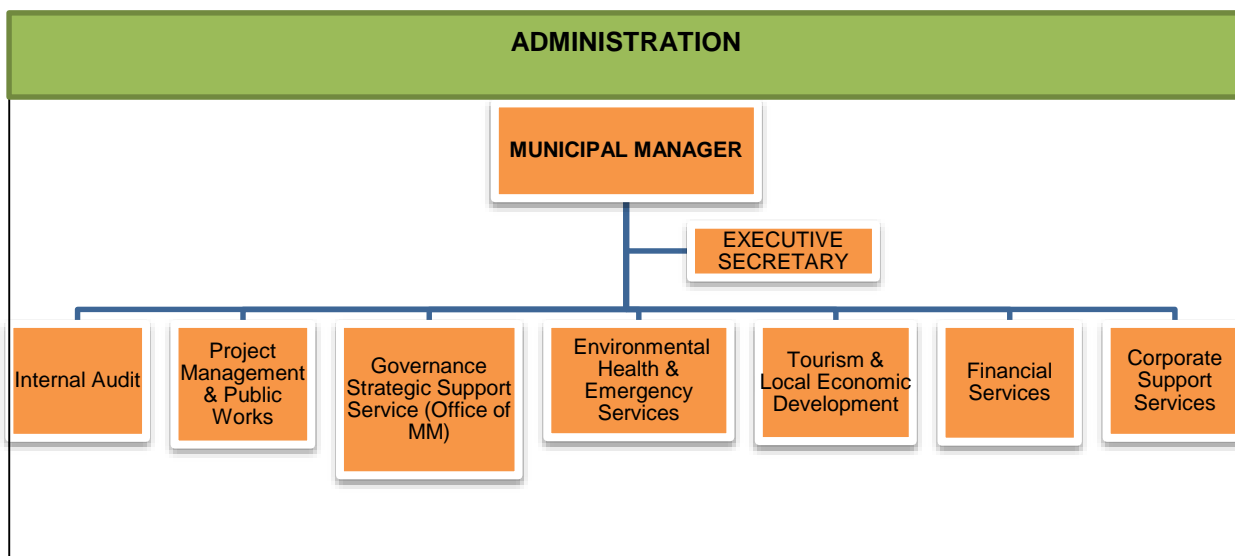 ADMINISTRATION
MUNICIPAL MANAGER
EXECUTIVE
SECRETARY
Internal Audit
Project
Management
& Public
Works
Governance
Strategic Support
Service (Office of
MM)
Environmental
Health &
Emergency
Services
Tourism &
Local Economic
Development
Financial
Services
Corporate
Support
Services